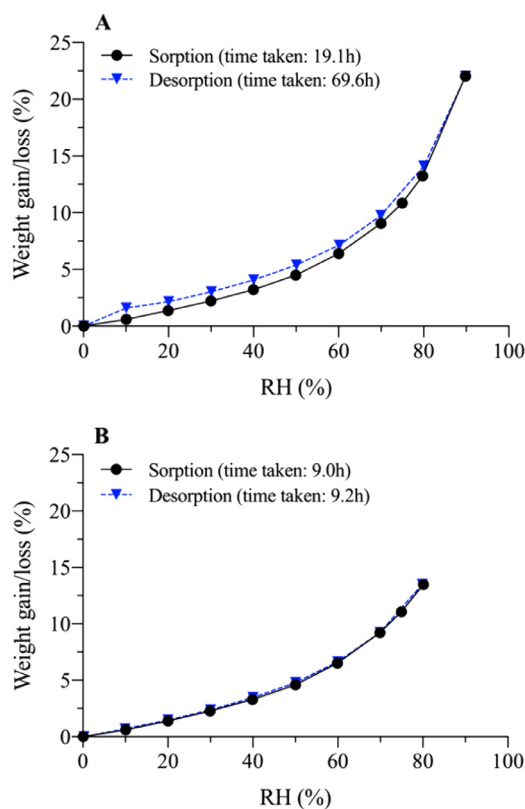 A
25
Sorption (time taken: 19.1h)
Desorption (time taken: 69.6h)
20
15
10
5
0
Weight gain/loss (%)
0 20 40 60 80 100
RH (%)
B
25
Sorption (time taken: 9.0h)
Desorption (time taken: 9.2h)
20
15
10
5
0
Weight gain/loss (%)
0 20 40 60 80 100
RH (%)